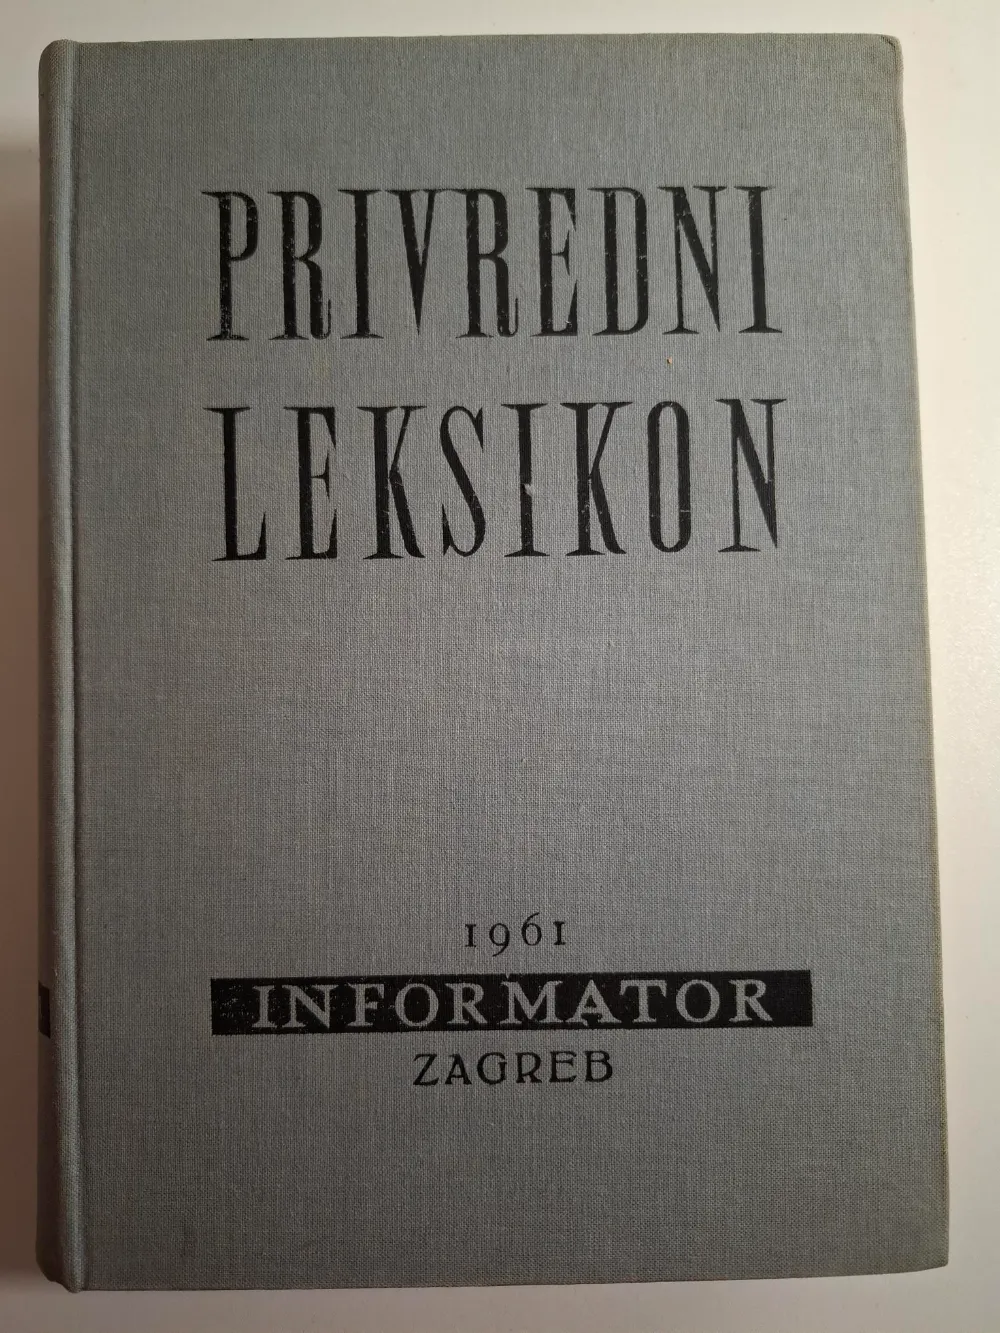 PRIVREDNI
LEKSIKON
1961
INFORMATOR
ZAGREB